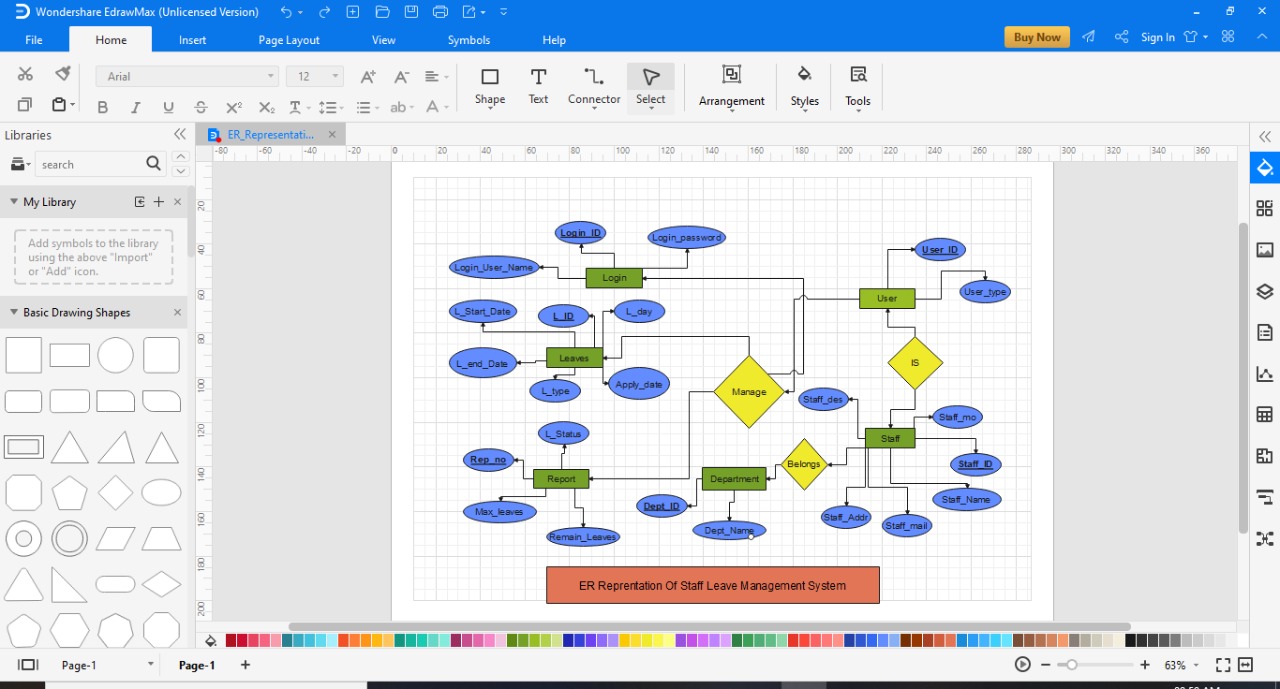 Wondershare EdrawMax (Unlicensed Version)
File Home Insert Page Layout View Symbols Help
Buy Now Sign In
Arial 12
Shape Text Connector Select Arrangement Styles Tools
Libraries
ER_Representati...
search
-80 -60 -40 -20 0 20 40 60 80 100 120 140 160 180 200 220 240 260 280 300 320 340 360
My Library
Add symbols to the library
using the above "Import"
or "Add" icon.
Basic Drawing Shapes
20
40
60
80
100
120
140
160
180
200
Login_ID
Login_password
User_ID
Login_User_Name
Login
User_type
User
L_Start_Date
L_ID
L_day
Leaves
L_end_Date
IS
L_type
Apply_date
Manage
Staff_des
Staff_mo
L_Status
Staff
Rep_no
Belongs
Staff_ID
Report
Department
Staff_Name
Max_leaves
Dept_ID
Staff_Addr
Staff_mail
Dept_Name
Remain_Leaves
ER Reprentation Of Staff Leave Management System
Page-1 Page-1 63%